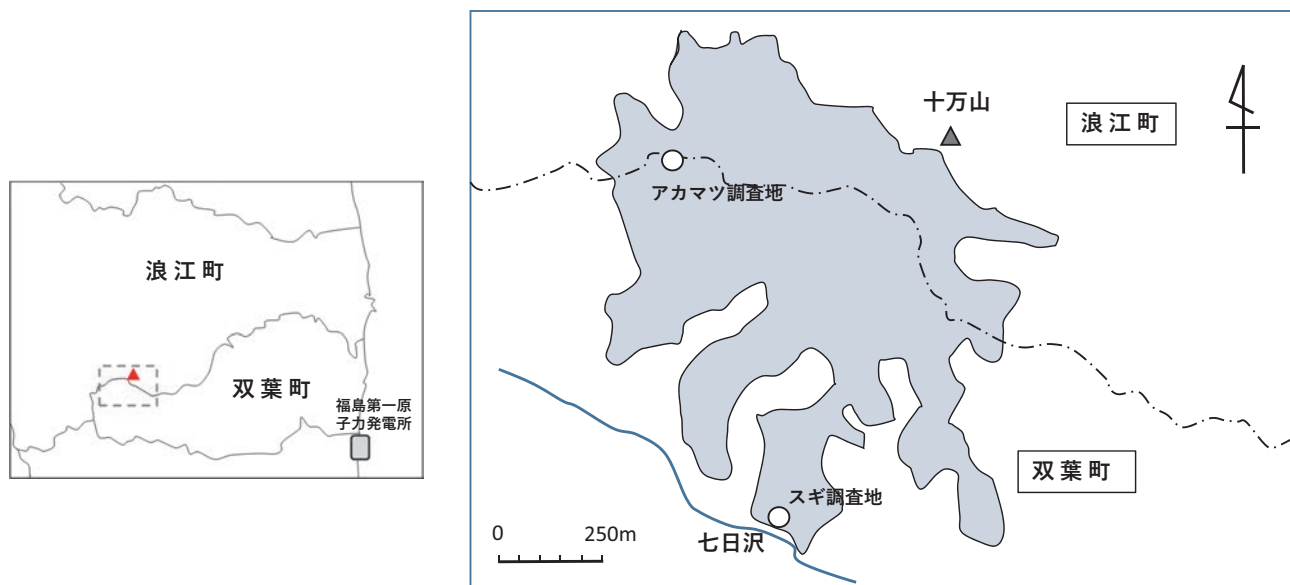 浪江町
双葉町
福島第一原
子力発電所
十万山
浪江町
アカマツ調査地
双葉町
スギ調査地
七日沢
0 250m